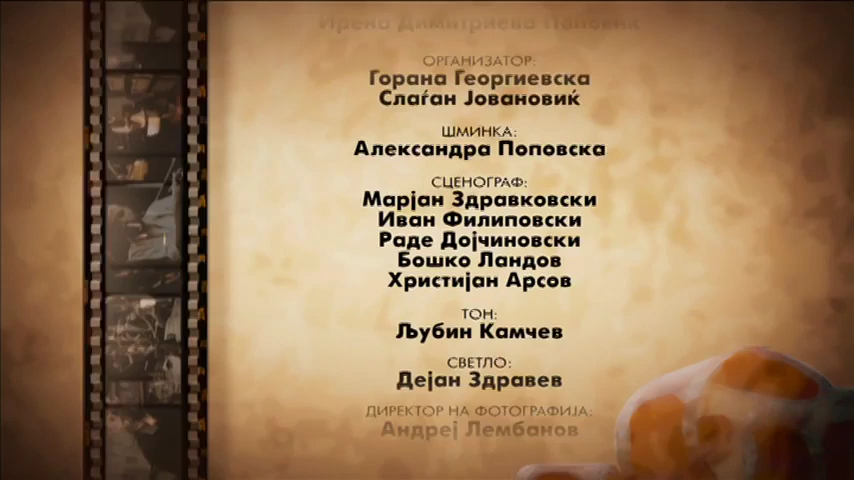 Ирена Димитриева Поповиќ
ОРГАНИЗАТОР:
Горана Георгиевска
Слаѓан Јовановиќ
ШМИНКА:
Александра Поповска
СЦЕНОГРАФ:
Марјан Здравковски
Иван Филиповски
Раде Дојчиновски
Бошко Ландов
Христијан Арсов
ТОН:
Љубин Камчев
СВЕТЛО:
Дејан Здравев
ДИРЕКТОР НА ФОТОГРАФИЈА:
Андреј Лембанов